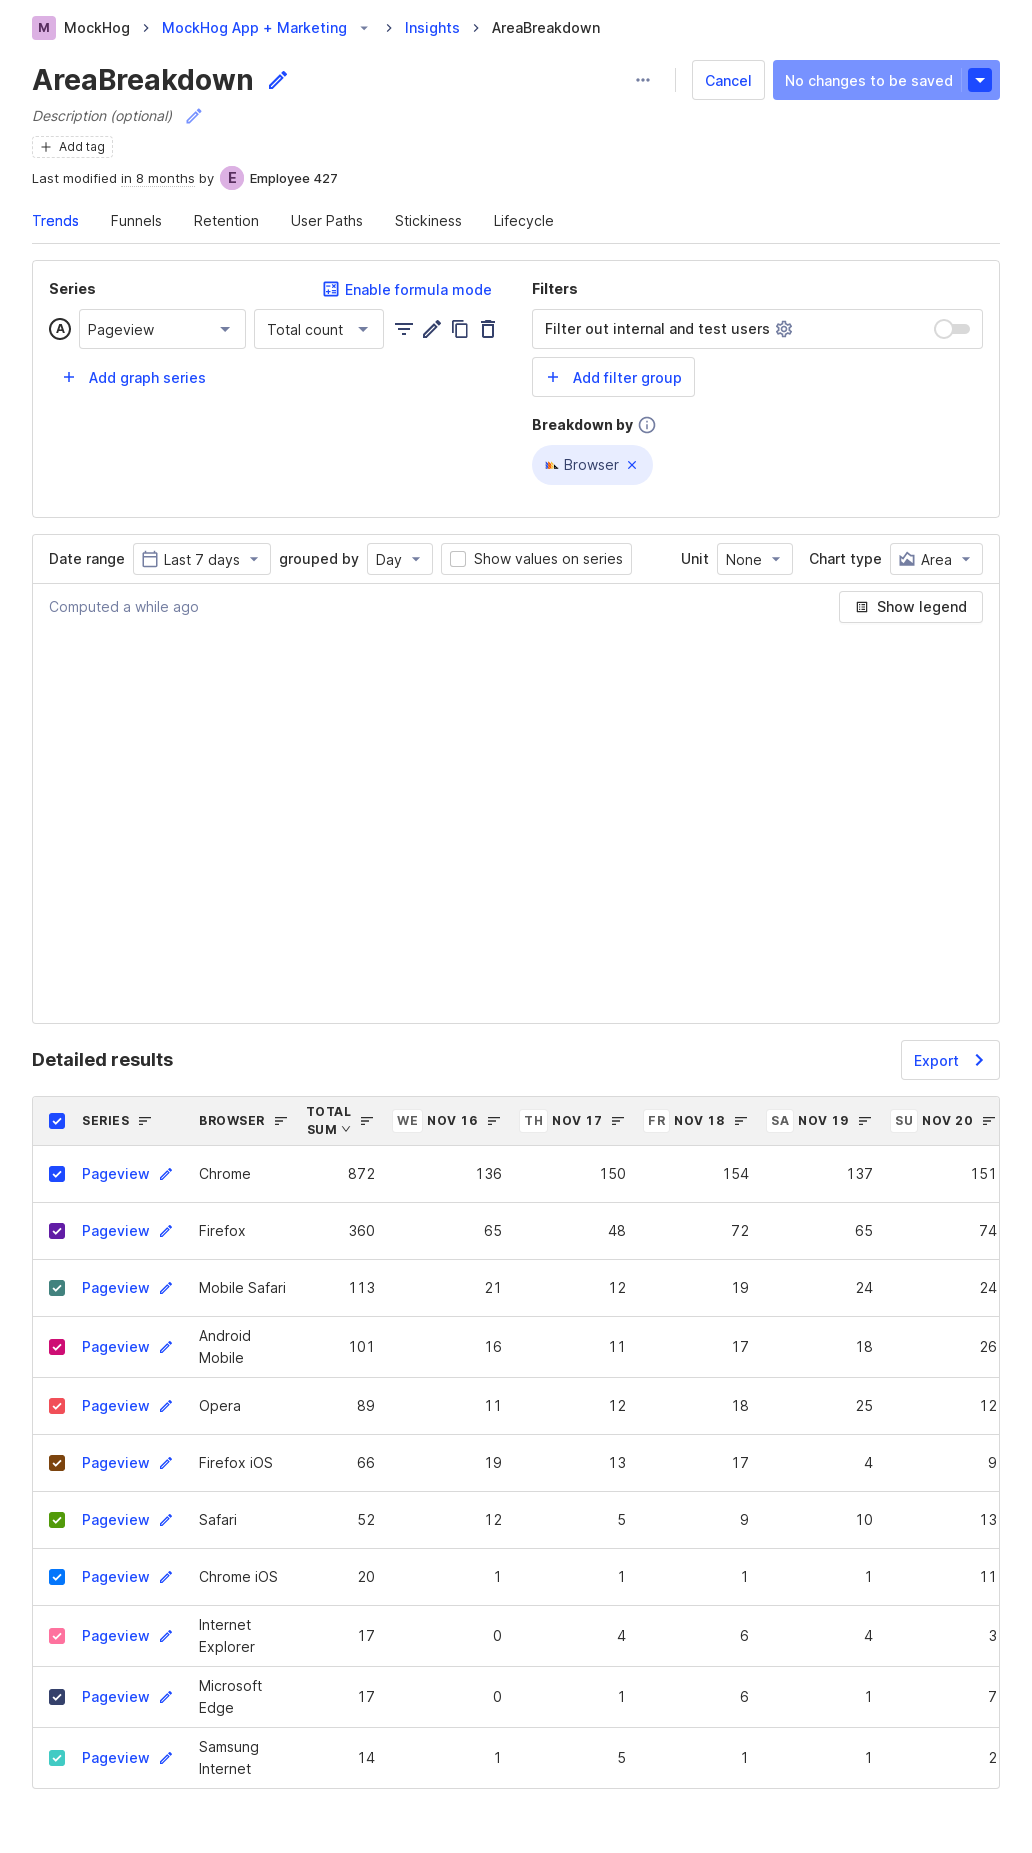 M MockHog > MockHog App + Marketing > Insights > AreaBreakdown
AreaBreakdown
Cancel
No changes to be saved
Description (optional)
+ Add tag
Last modified in 8 months by E Employee 427
Trends Funnels Retention User Paths Stickiness Lifecycle
Series
Enable formula mode
A Pageview Total count
+ Add graph series
Filters
Filter out internal and test users
+ Add filter group
Breakdown by
Browser
Date range Last 7 days grouped by Day Show values on series Unit None Chart type Area
Computed a while ago
Show legend
Detailed results
Export
SERIES BROWSER TOTAL SUM WE NOV 16 TH NOV 17 FR NOV 18 SA NOV 19 SU NOV 20
Pageview Chrome 872 136 150 154 137 151
Pageview Firefox 360 65 48 72 65 74
Pageview Mobile Safari 113 21 12 19 24 24
Pageview Android Mobile 101 16 11 17 18 26
Pageview Opera 89 11 12 18 25 12
Pageview Firefox iOS 66 19 13 17 4 9
Pageview Safari 52 12 5 9 10 13
Pageview Chrome iOS 20 1 1 1 1 11
Pageview Internet Explorer 17 0 4 6 4 3
Pageview Microsoft Edge 17 0 1 6 1 7
Pageview Samsung Internet 14 1 5 1 1 2